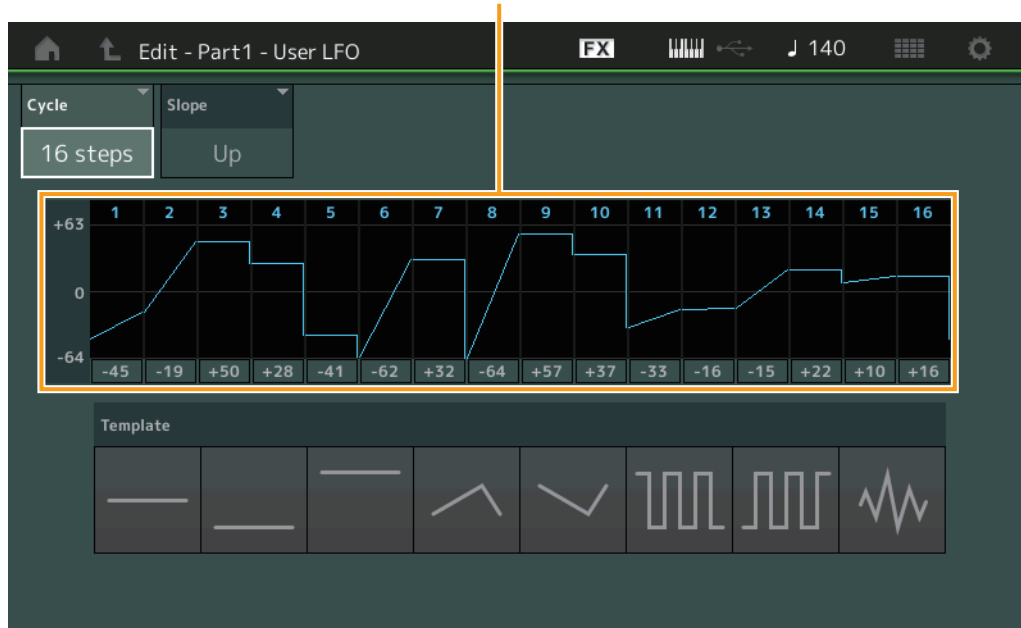 Edit - Part1 - User LFO FX ♩ 140
Cycle Slope
16 steps Up
1 2 3 4 5 6 7 8 9 10 11 12 13 14 15 16
+63
0
-64
-45 -19 +50 +28 -41 -62 +32 -64 +57 +37 -33 -16 -15 +22 +10 +16
Template